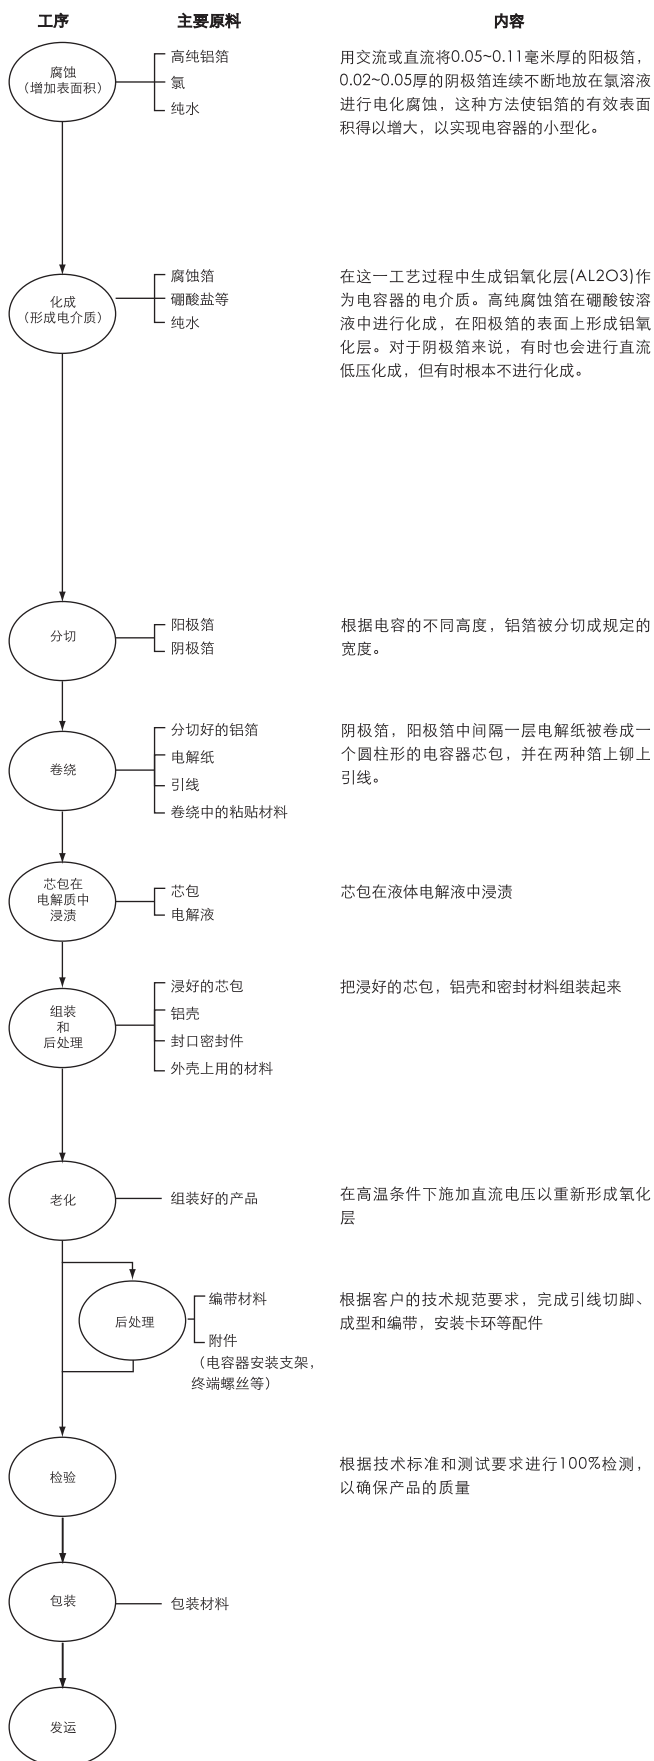 工序 主要原料 内容
腐蚀
（增加表面积）
高纯铝箔
氯
纯水
用交流或直流将0.05~0.11毫米厚的阳极箔，
0.02~0.05厚的阴极箔连续不断地放在氯溶液
进行电化腐蚀，这种方法使铝箔的有效表面
积得以增大，以实现电容器的小型化。
化成
（形成电介质）
腐蚀箔
硼酸盐等
纯水
在这一工艺过程中生成铝氧化层(AL2O3)作
为电容器的电介质。高纯腐蚀箔在硼酸铵溶
液中进行化成，在阳极箔的表面上形成铝氧
化层。对于阴极箔来说，有时也会进行直流
低压化成，但有时根本不进行化成。
分切
阳极箔
阴极箔
根据电容的不同高度，铝箔被分切成规定的
宽度。
卷绕
分切好的铝箔
电解纸
引线
卷绕中的粘贴材料
阴极箔，阳极箔中间隔一层电解纸被卷成一
个圆柱形的电容器芯包，并在两种箔上铆上
引线。
芯包在
电解质中
浸渍
芯包
电解液
芯包在液体电解液中浸渍
组装
和
后处理
浸好的芯包
铝壳
封口密封件
外壳上用的材料
把浸好的芯包，铝壳和密封材料组装起来
老化
组装好的产品
在高温条件下施加直流电压以重新形成氧化
层
后处理
编带材料
附件
（电容器安装支架，
终端螺丝等）
根据客户的技术规范要求，完成引线切脚、
成型和编带，安装卡环等配件
检验
根据技术标准和测试要求进行100%检测，
以确保产品的质量
包装
包装材料
发运